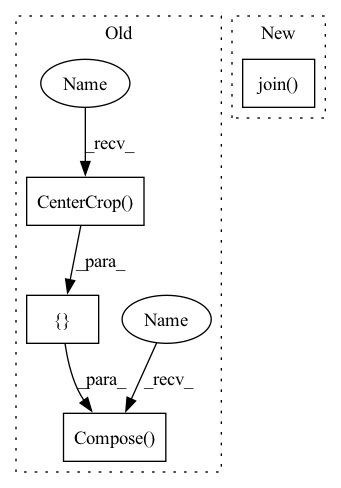 Old
New
Name
join()
_recv_
CenterCrop()
_para_
{}
Name
_para_
_recv_
Compose()